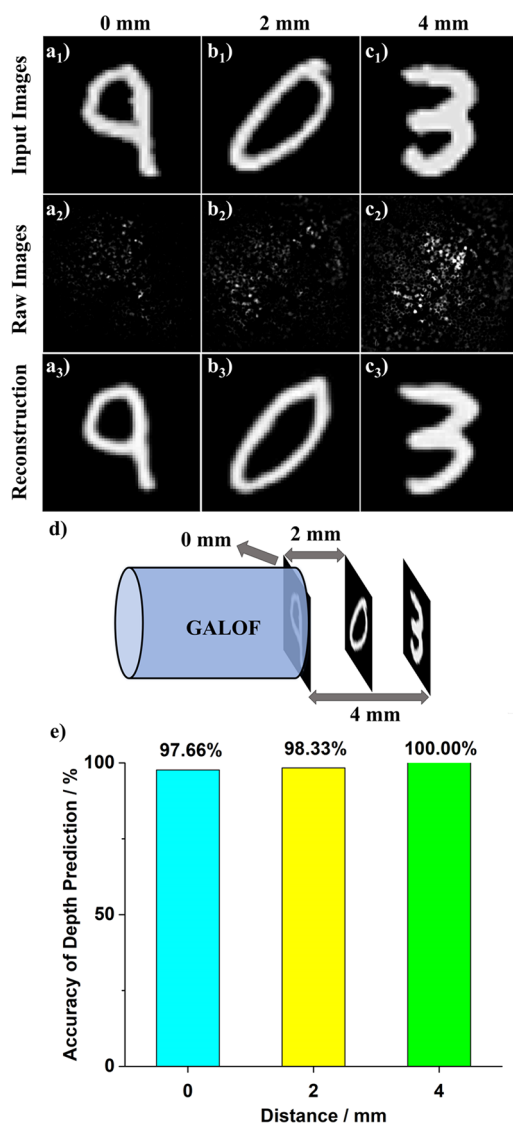 0 mm 2 mm 4 mm
Input Images
a1) b1) c1)
Raw Images
a2) b2) c2)
Reconstruction
a3) b3) c3)
d)
0 mm 2 mm
GALOF
4 mm
e)
97.66% 98.33% 100.00%
Accuracy of Depth Prediction / %
100
50
0
0 2 4
Distance / mm